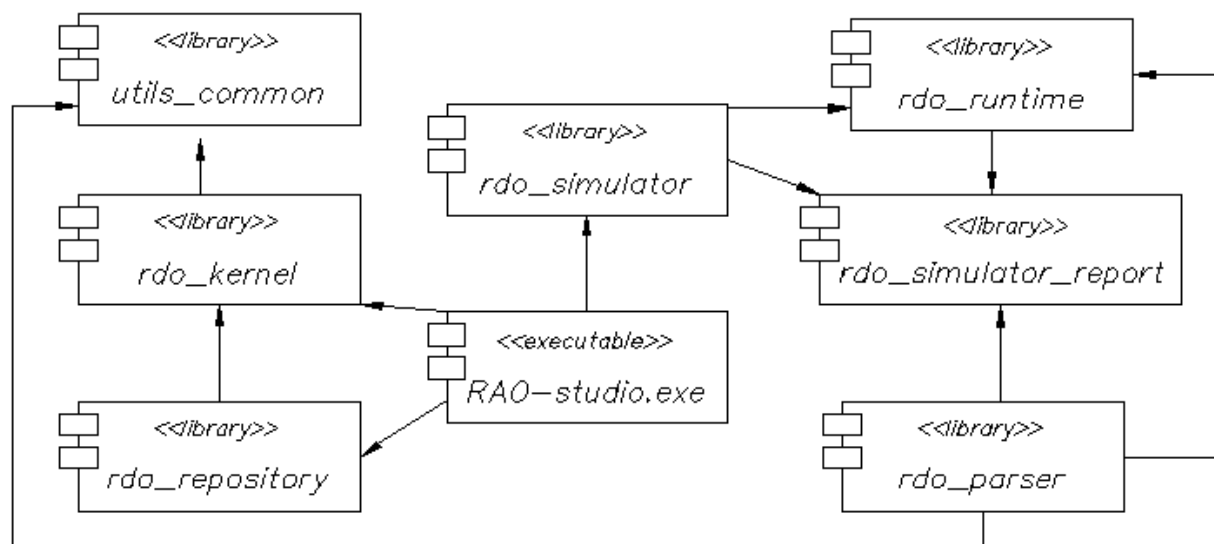 <<library>>
utils_common
<<library>>
rdo_runtime
<<library>>
rdo_simulator
<<library>>
rdo_kernel
<<library>>
rdo_simulator_report
<<executable>>
RAO-studio.exe
<<library>>
rdo_repository
<<library>>
rdo_parser